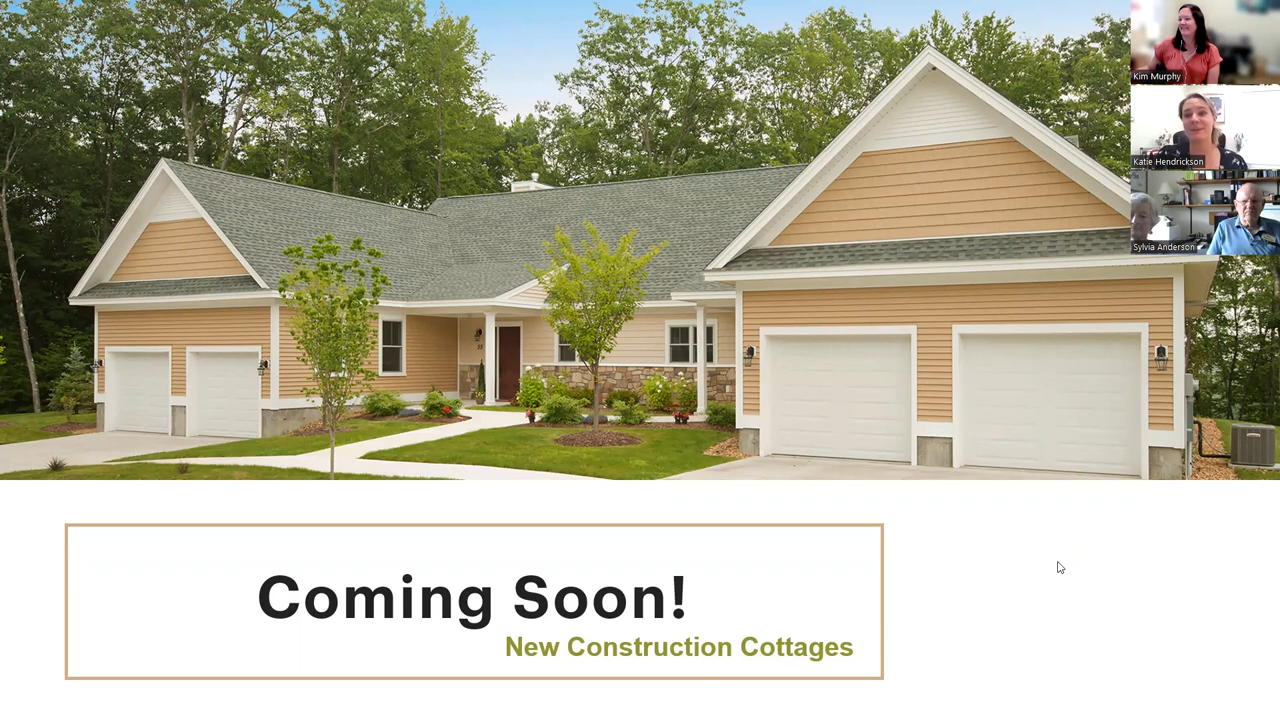 Kim Murphy
Katie Hendrickson
Sylvia Anderson
Coming Soon!
New Construction Cottages